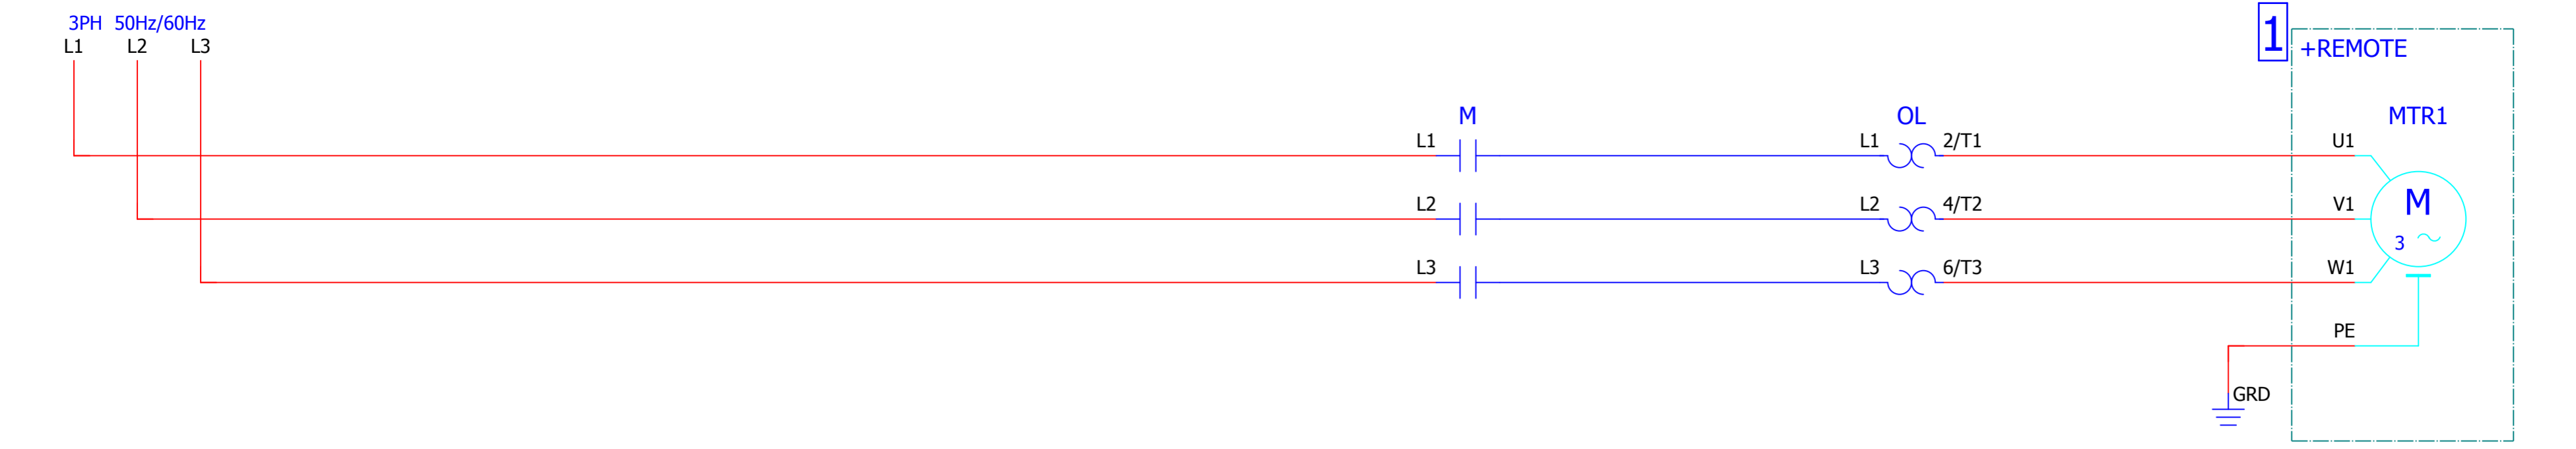 3PH 50Hz/60Hz
L1 L2 L3
1
+REMOTE
M OL MTR1
L1 L1 2/T1 U1
L2 L2 4/T2 V1
M
3
L3 L3 6/T3 W1
PE
GRD